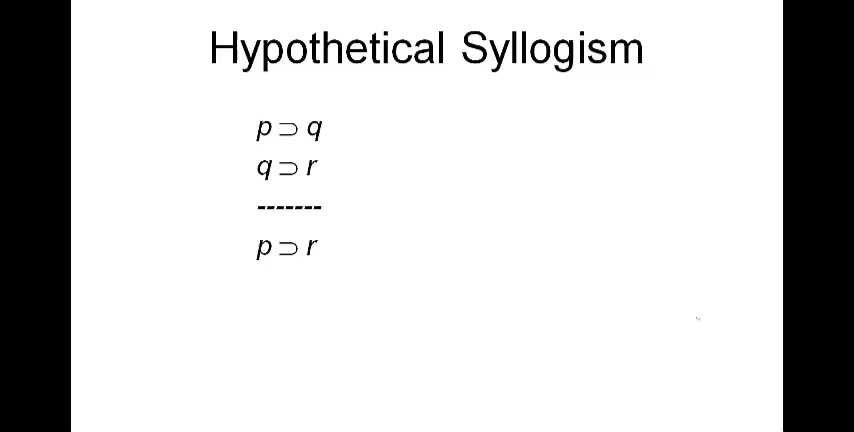 Hypothetical Syllogism
p ⊃ q
q ⊃ r
-------
p ⊃ r